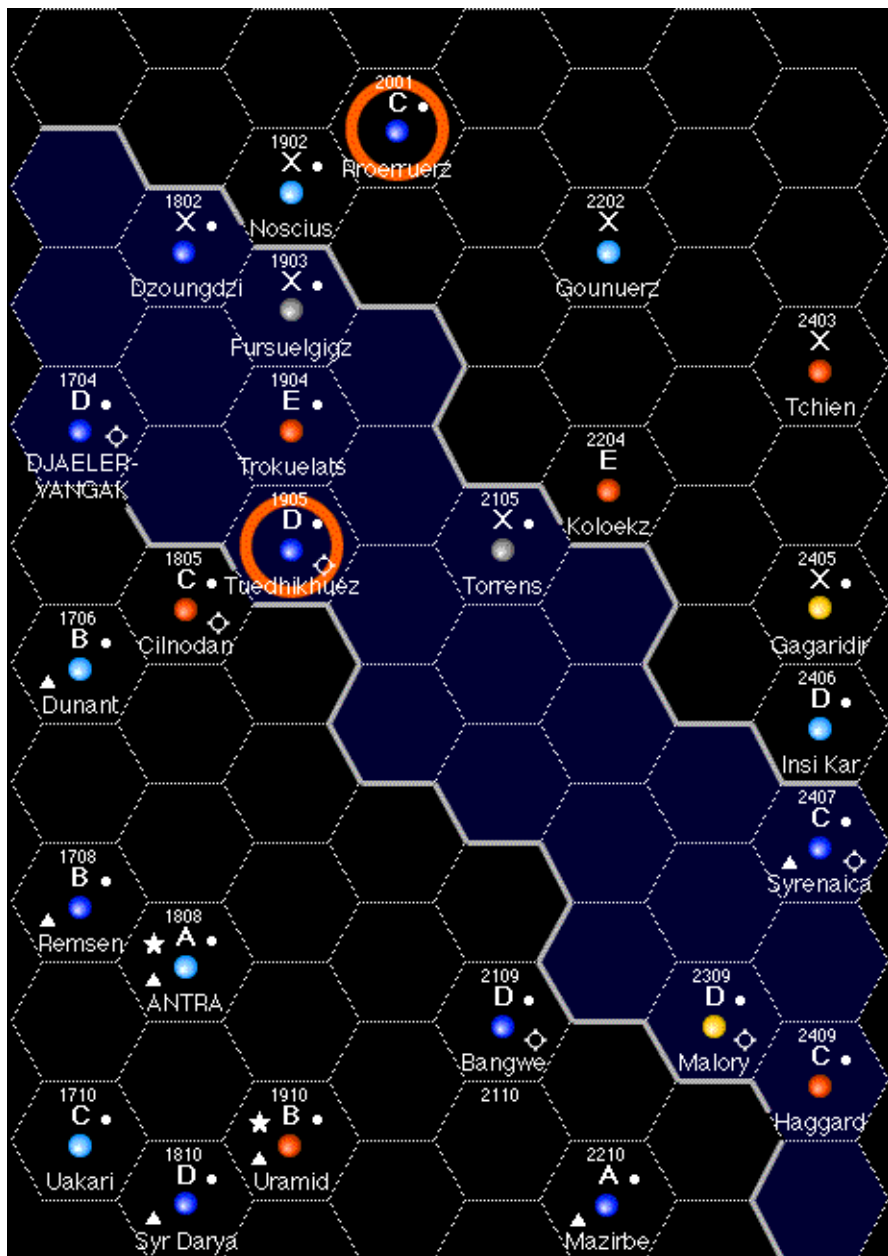 2001
C
Rroerruerz
1902
X
Noscius
1802
X
Dzoungdzi
2202
X
Gounuerz
1903
X
Fursuelgigz
2403
X
Tchien
1704
D
DJAELER-
VANGAK
1904
E
Trokuelats
2204
E
Koloekz
1905
D
Tuedhikhuez
2105
X
Torrens
1805
C
Cilnodan
2405
X
Gagaridir
1706
B
Dunant
2406
D
Insi Kar
2407
C
Syrenaica
1708
B
Remsen
1808
A
ANTRA
2109
D
Bangwe
2309
D
Malory
2409
C
Haggard
1710
C
Uakari
1910
B
Uramid
2110
1810
D
Syr Darya
2210
A
Mazirbe